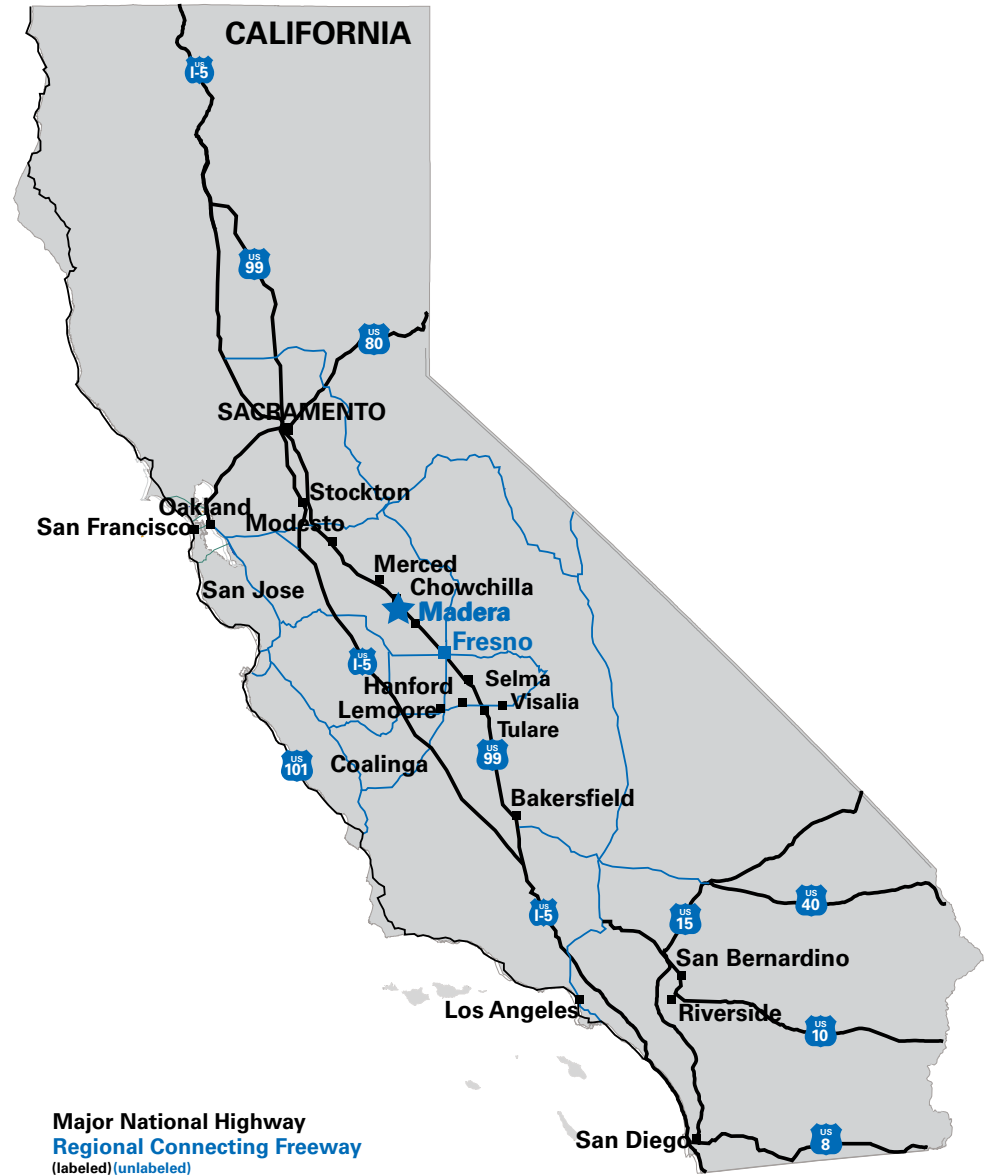 CALIFORNIA
US
I-5
US
99
US
80
SACRAMENTO
Stockton
Oakland
San Francisco
Modesto
Merced
San Jose
Chowchilla
Madera
Fresno
US
I-5
Selma
Hanford
Visalia
Lemoore
Tulare
US
99
US
101
Coalinga
Bakersfield
US
40
US
I-5
US
15
San Bernardino
Los Angeles
Riverside
US
10
Major National Highway
San Diego
US
8
Regional Connecting Freeway
(labeled) (unlabeled)